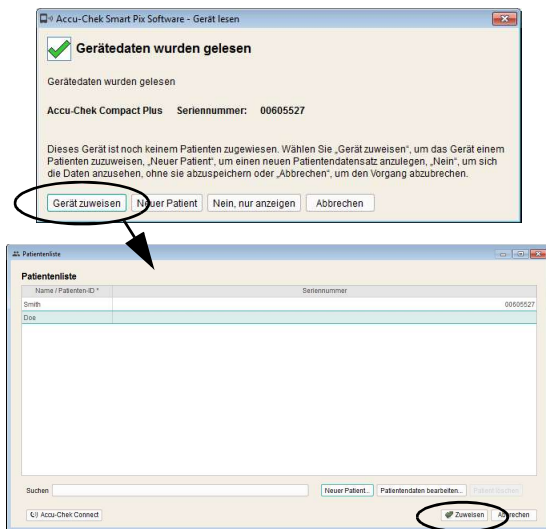 Accu-Chek Smart Pix Software - Gerät lesen
Gerätedaten wurden gelesen
Gerätedaten wurden gelesen
Accu-Chek Compact Plus Seriennummer: 00605527
Dieses Gerät ist noch keinem Patienten zugewiesen. Wählen Sie „Gerät zuweisen“, um das Gerät einem
Patienten zuzuweisen, „Neuer Patient“, um einen neuen Patientendatensatz anzulegen, „Nein“, um sich
die Daten anzusehen, ohne sie abzuspeichern oder „Abbrechen“, um den Vorgang abzubrechen.
Gerät zuweisen Neuer Patient Nein, nur anzeigen Abbrechen
Patientenliste
Patientenliste
Name / Patienten-ID * Seriennummer
Smith 00605527
Doe
Suchen Neuer Patient... Patientendaten bearbeiten...
Accu-Chek Connect Zuweisen Abbrechen